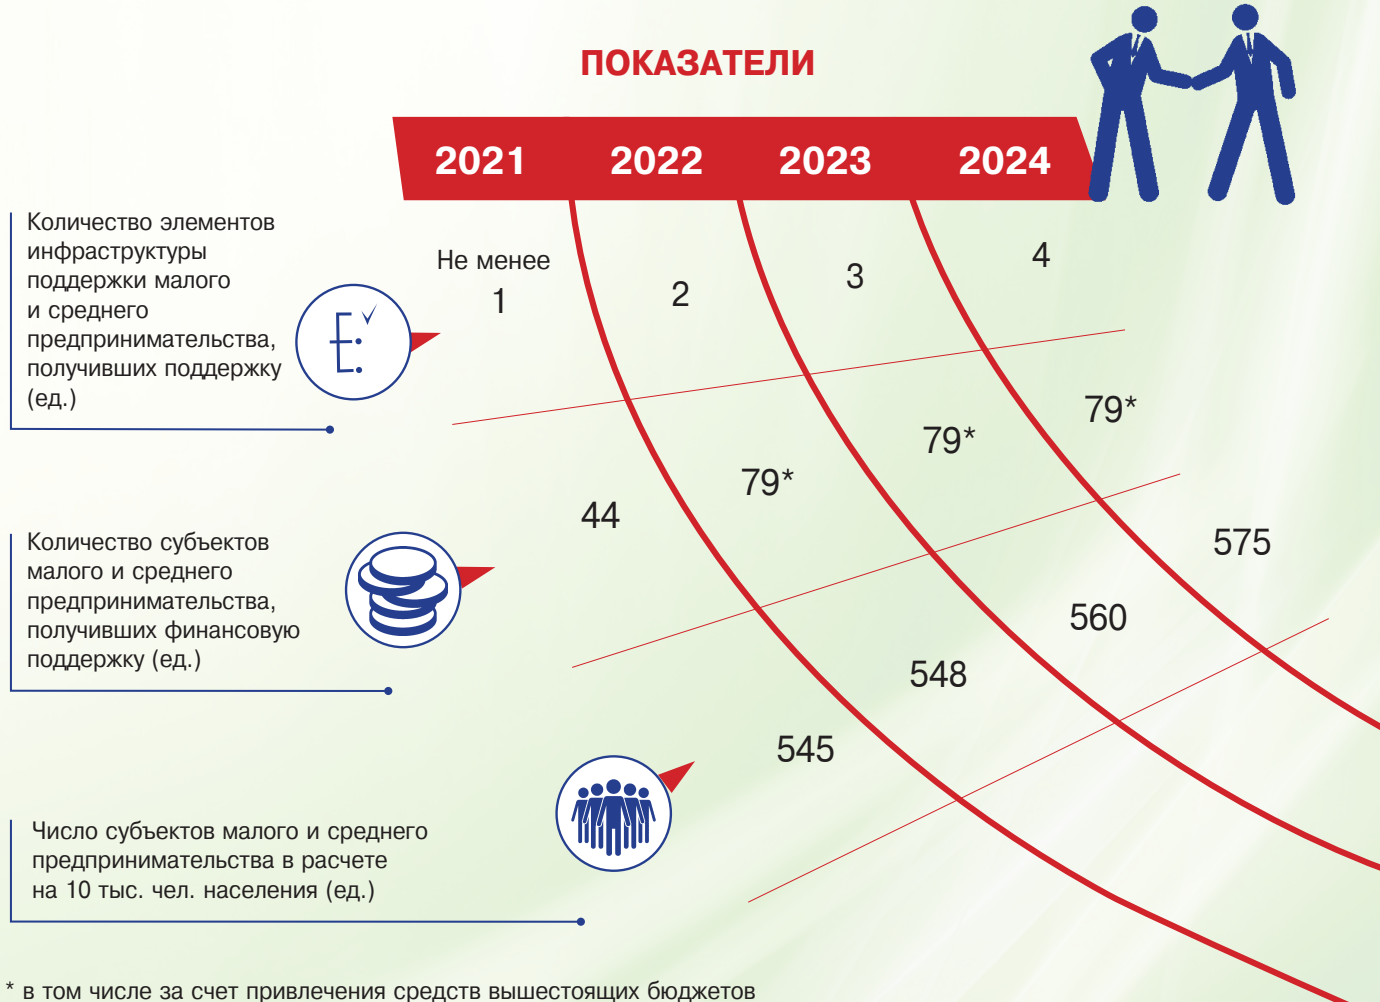 ПОКАЗАТЕЛИ
2021 2022 2023 2024
Количество элементов
инфраструктуры
поддержки малого
и среднего
предпринимательства,
получивших поддержку
(ед.)
Не менее
1
2
3
4
Количество субъектов
малого и среднего
предпринимательства,
получивших финансовую
поддержку (ед.)
44
79*
79*
79*
Число субъектов малого и среднего
предпринимательства в расчете
на 10 тыс. чел. населения (ед.)
545
548
560
575
* в том числе за счет привлечения средств вышестоящих бюджетов